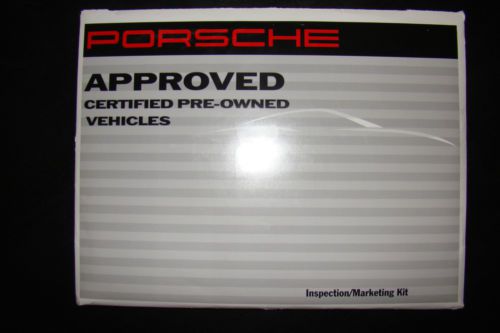 PORSCHE
APPROVED
CERTIFIED PRE-OWNED
VEHICLES
Inspection/Marketing Kit